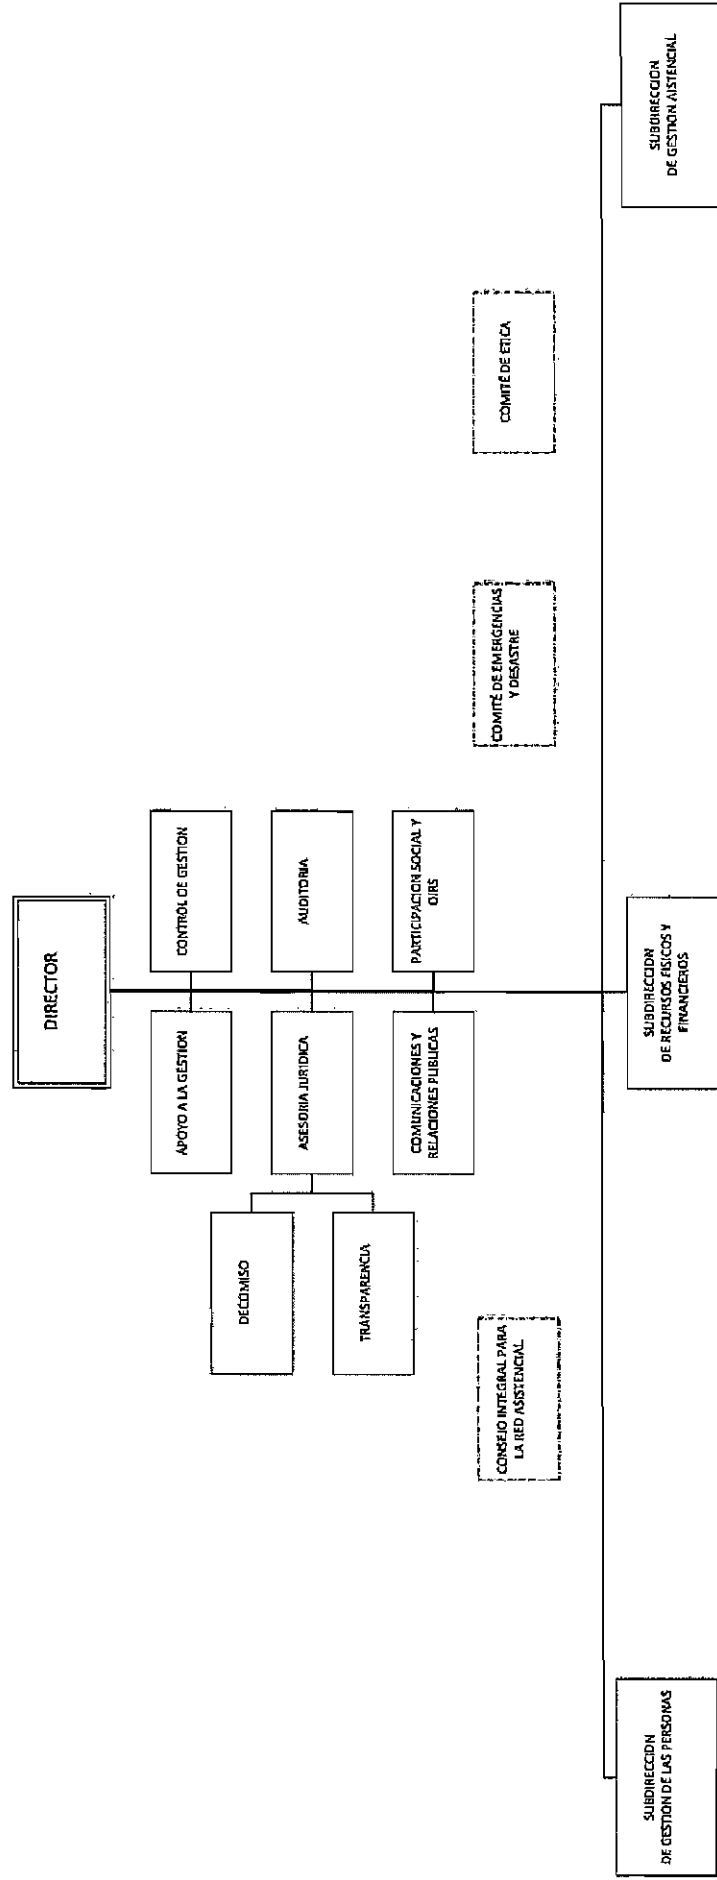 DIRECTOR
APOYO A LA GESTION
CONTROL DE GESTION
DECOMISO
ASESORIA JURIDICA
AUDITORIA
TRANSPARENCIA
COMUNICACIONES Y
RELACIONES PUBLICAS
PARTICIPACION SOCIAL Y
OIRS
CONSEJO INTEGRAL PARA
LA RED ASISTENCIAL
COMITÉ DE EMERGENCIAS
Y DESASTRE
COMITÉ DE ETICA
SUBDIRECCION
DE GESTION DE LAS PERSONAS
SUBDIRECCION
DE RECURSOS FISICOS Y
FINANCIEROS
SUBDIRECCION
DE GESTION AISTENCIAL